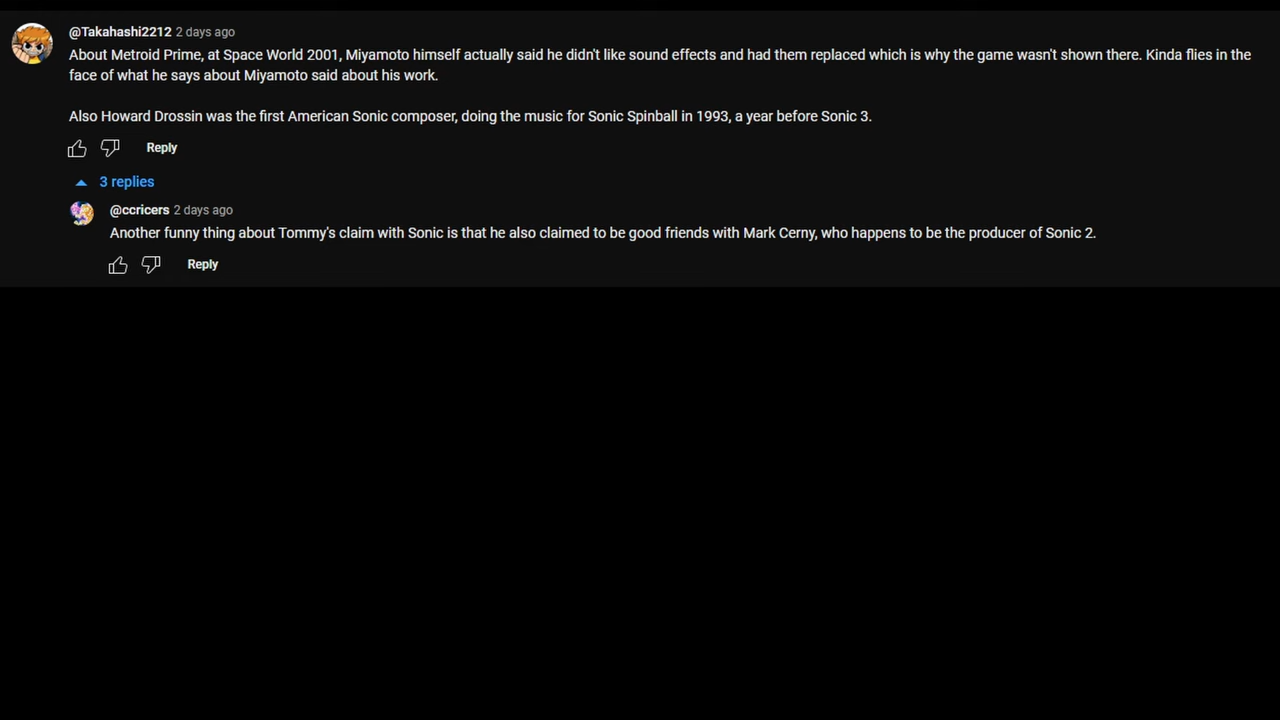 @Takahashi2212 2 days ago
About Metroid Prime, at Space World 2001, Miyamoto himself actually said he didn't like sound effects and had them replaced which is why the game wasn't shown there. Kinda flies in the
face of what he says about Miyamoto said about his work.
Also Howard Drossin was the first American Sonic composer, doing the music for Sonic Spinball in 1993, a year before Sonic 3.
Reply
3 replies
@ccricers 2 days ago
Another funny thing about Tommy's claim with Sonic is that he also claimed to be good friends with Mark Cerny, who happens to be the producer of Sonic 2.
Reply